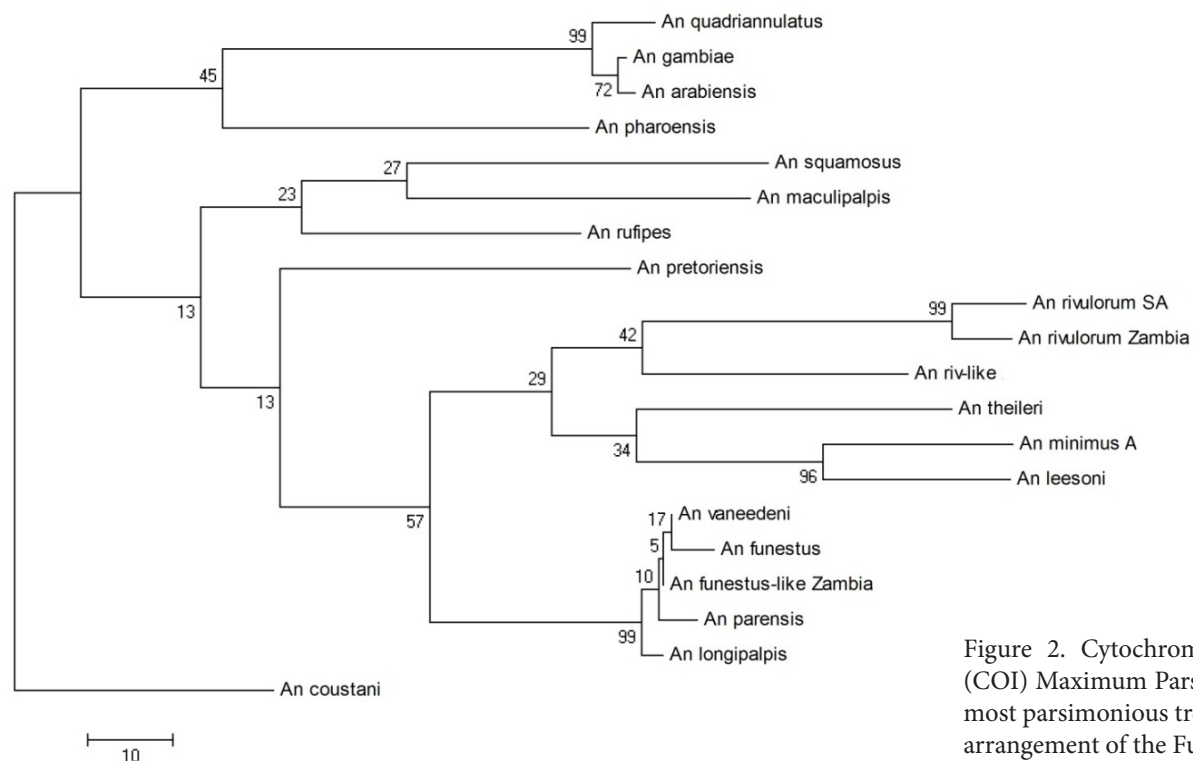 An quadriannulatus
99
An gambiae
45
72
An arabiensis
An pharoensis
An squamosus
27
23
An maculipalpis
An rufipes
An pretoriensis
13
An rivulorum SA
99
42
An rivulorum Zambia
An riv-like
29
13
An theileri
34
An minimus A
96
An leesoni
57
17
An vaneedeni
5
An funestus
10
An funestus-like Zambia
An parensis
99
An longipalpis
An coustani
10
Figure 2. Cytochrom
(COI) Maximum Pars
most parsimonious tr
arrangement of the Fu